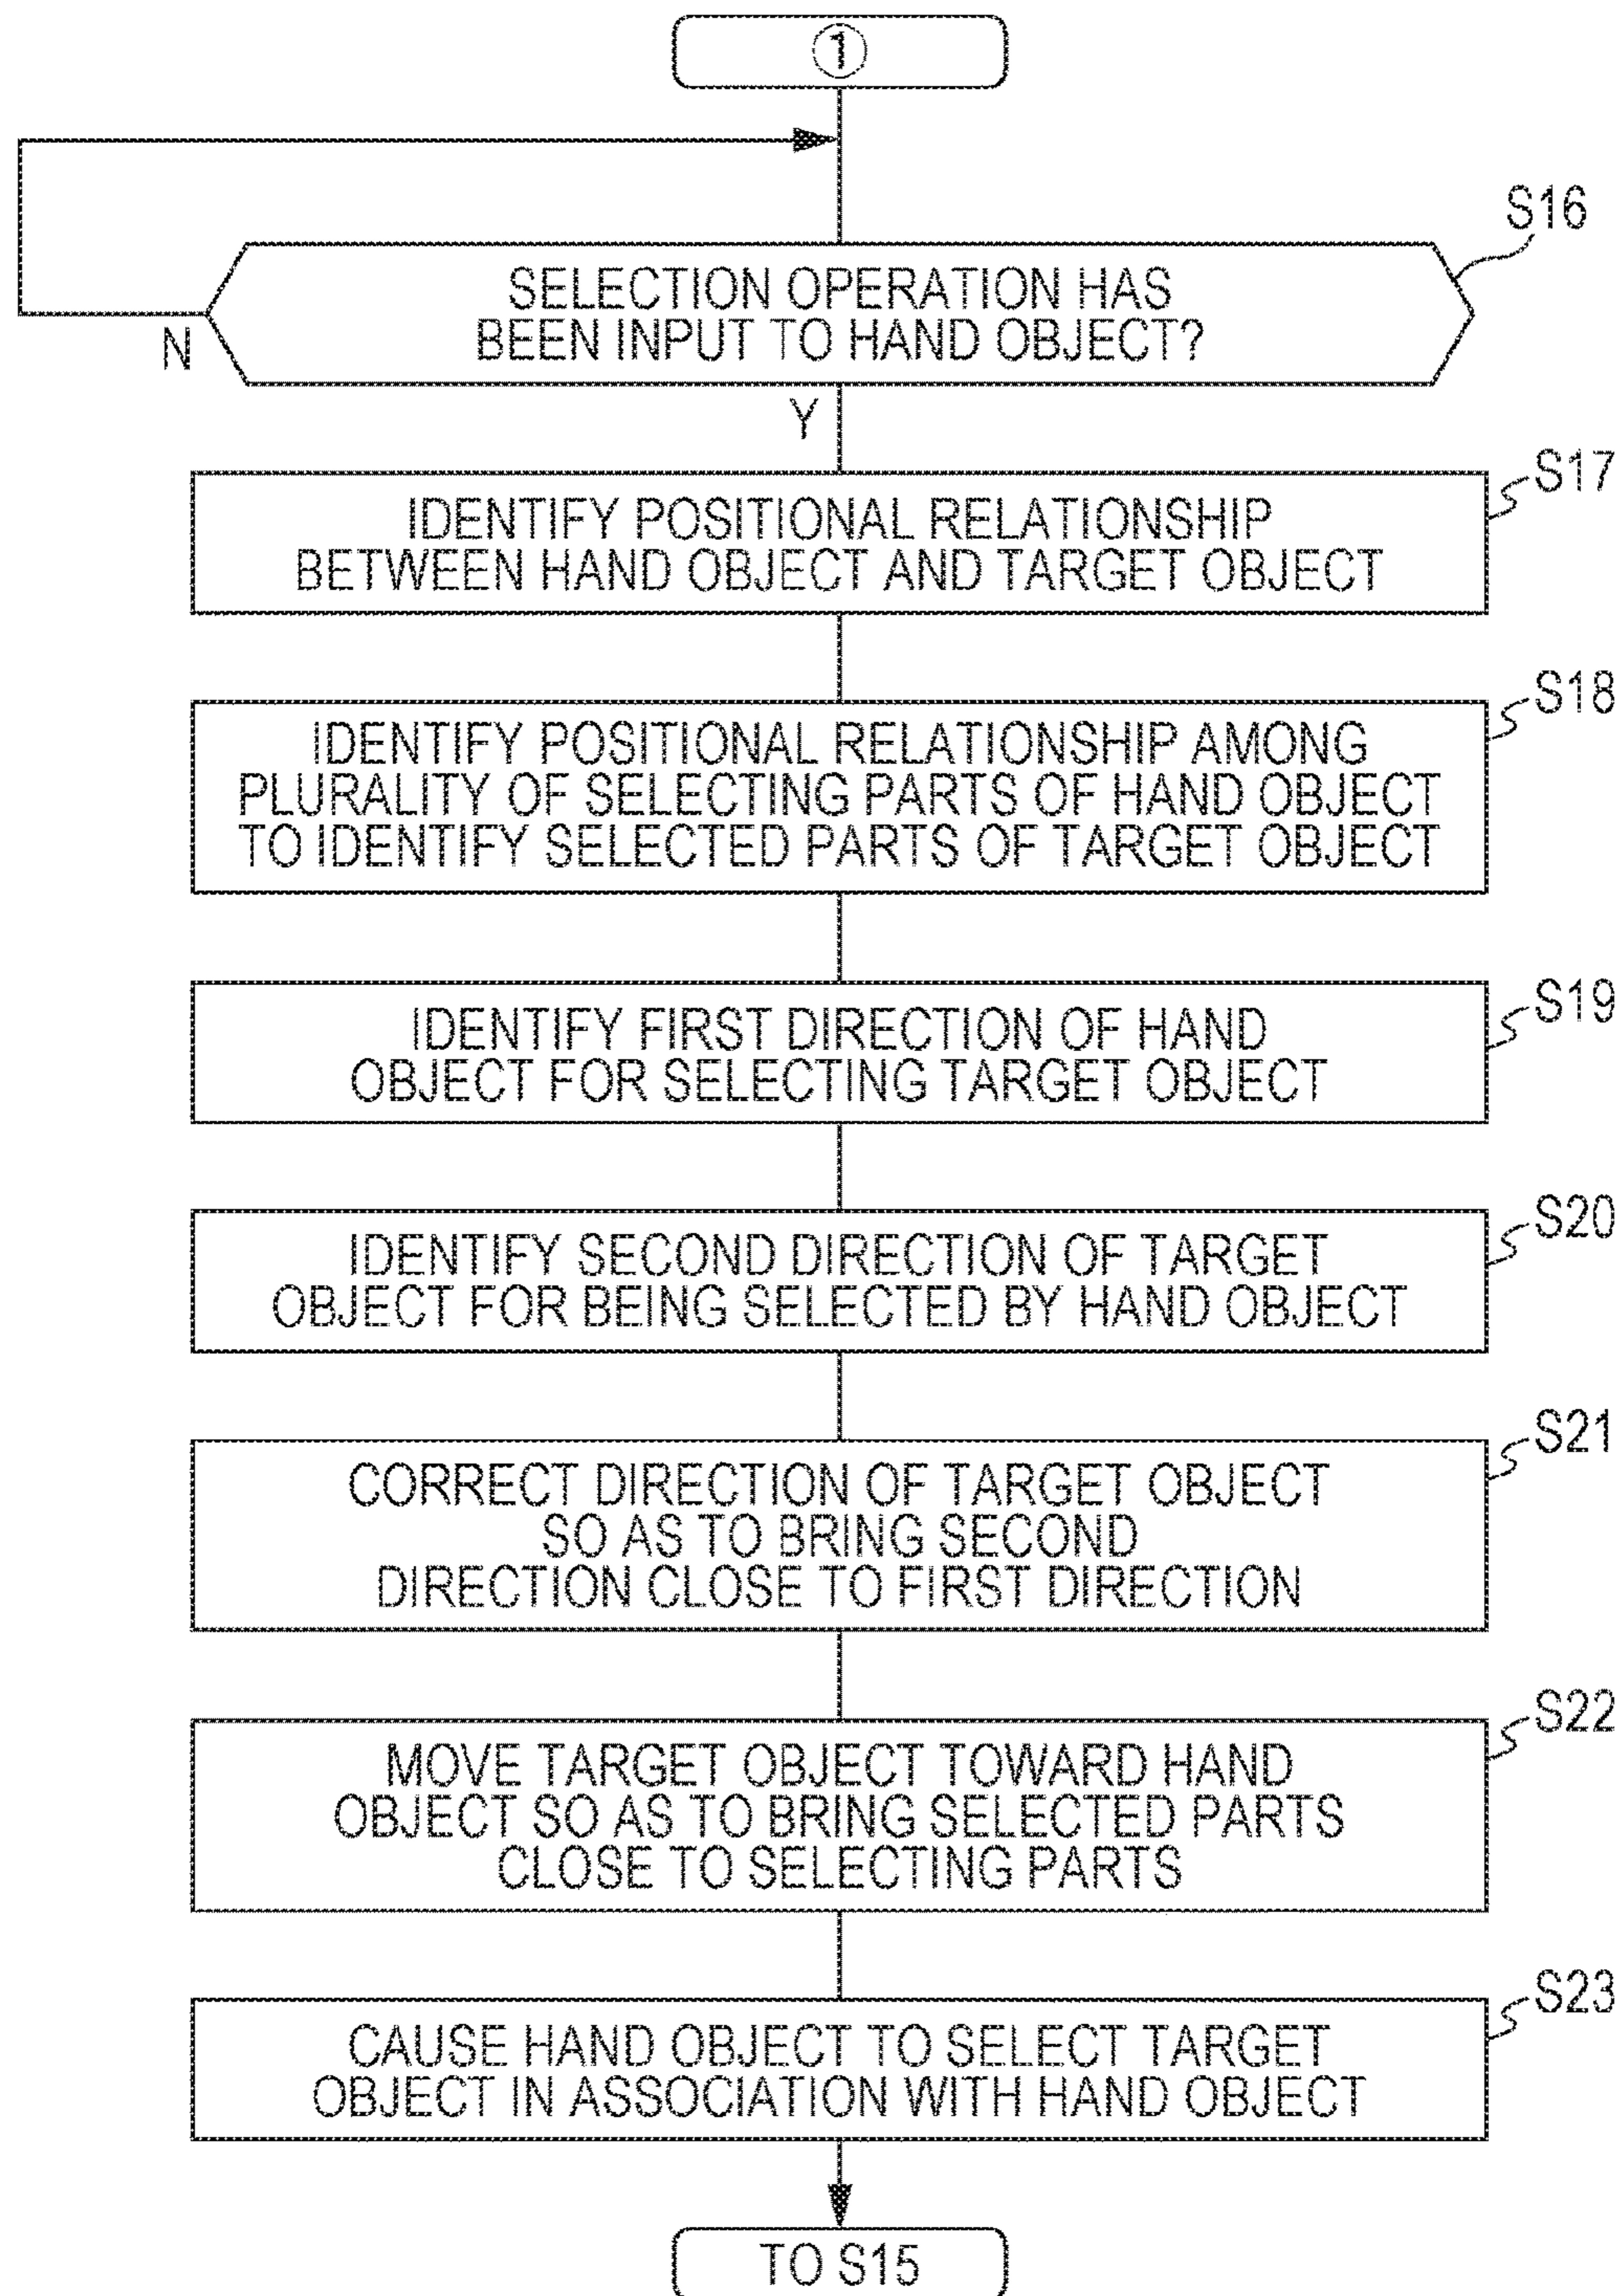 ①
S16
SELECTION OPERATION HAS
BEEN INPUT TO HAND OBJECT?
N
Y
S17
IDENTIFY POSITIONAL RELATIONSHIP
BETWEEN HAND OBJECT AND TARGET OBJECT
S18
IDENTIFY POSITIONAL RELATIONSHIP AMONG
PLURALITY OF SELECTING PARTS OF HAND OBJECT
TO IDENTIFY SELECTED PARTS OF TARGET OBJECT
S19
IDENTIFY FIRST DIRECTION OF HAND
OBJECT FOR SELECTING TARGET OBJECT
S20
IDENTIFY SECOND DIRECTION OF TARGET
OBJECT FOR BEING SELECTED BY HAND OBJECT
S21
CORRECT DIRECTION OF TARGET OBJECT
SO AS TO BRING SECOND
DIRECTION CLOSE TO FIRST DIRECTION
S22
MOVE TARGET OBJECT TOWARD HAND
OBJECT SO AS TO BRING SELECTED PARTS
CLOSE TO SELECTING PARTS
S23
CAUSE HAND OBJECT TO SELECT TARGET
OBJECT IN ASSOCIATION WITH HAND OBJECT
TO S15